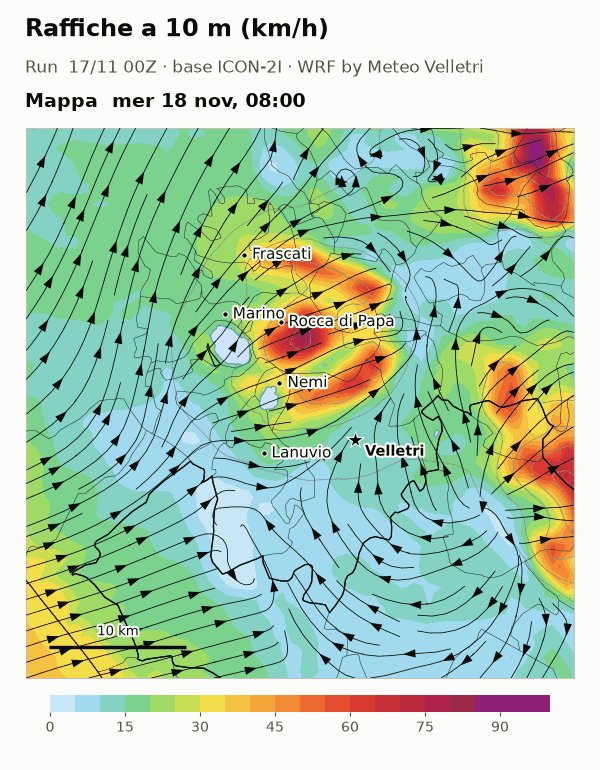 Raffiche a 10 m (km/h)
Run  17/11 00Z · base ICON-2I · WRF by Meteo Velletri
Mappa  mer 18 nov, 08:00
Frascati
Marino
Rocca di Papa
Nemi
Velletri
Lanuvio
10 km
0 15 30 45 60 75 90